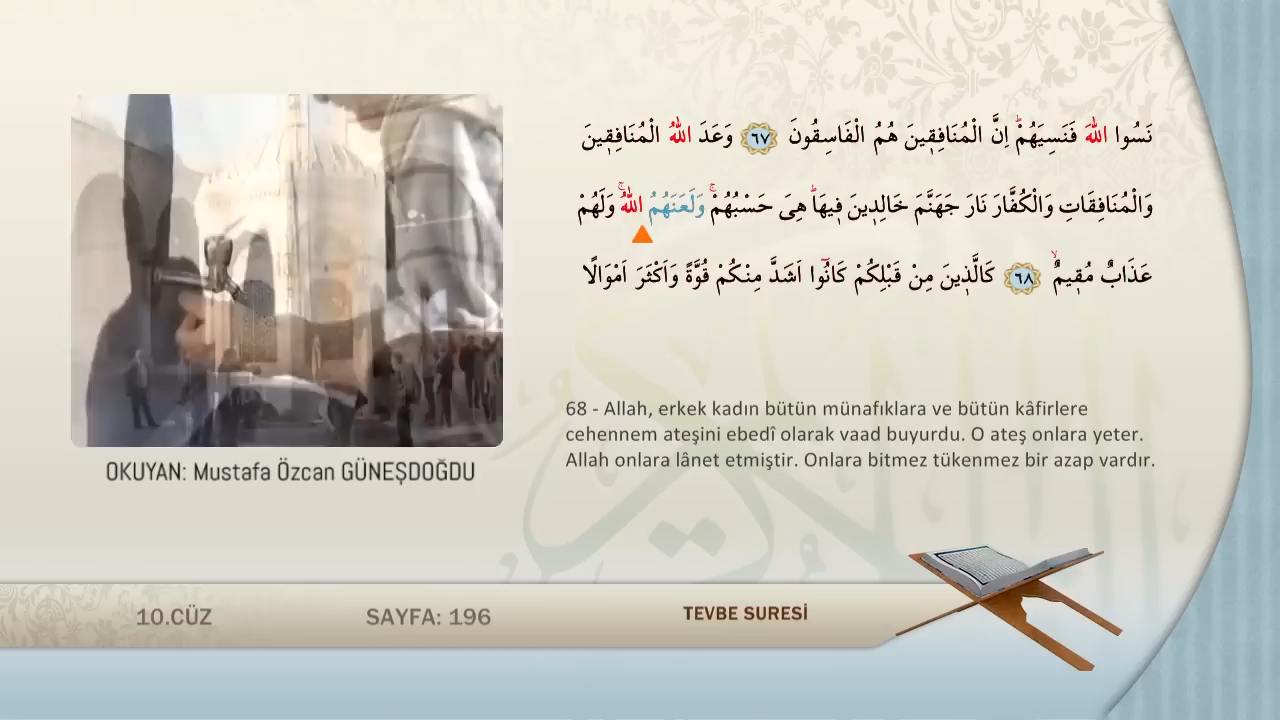 نَسُوا اللّٰهَ فَنَسِيَهُمْۜ اِنَّ الْمُنَافِقٖينَ هُمُ الْفَاسِقُونَ ﴿٦٧﴾ وَعَدَ اللّٰهُ الْمُنَافِقٖينَ
وَالْمُنَافِقَاتِ وَالْكُفَّارَ نَارَ جَهَنَّمَ خَالِدٖينَ فٖيهَاۜ هِىَ حَسْبُهُمْۚ وَلَعَنَهُمُ اللّٰهُۚ وَلَهُمْ
عَذَابٌ مُقٖيمٌۙ ﴿٦٨﴾ كَالَّذٖينَ مِنْ قَبْلِكُمْ كَانُٓوا اَشَدَّ مِنْكُمْ قُوَّةً وَاَكْثَرَ اَمْوَالًا
68 - Allah, erkek kadın bütün münafıklara ve bütün kâfirlere
cehennem ateşini ebedî olarak vaad buyurdu. O ateş onlara yeter.
Allah onlara lânet etmiştir. Onlara bitmez tükenmez bir azap vardır.
OKUYAN: Mustafa Özcan GÜNEŞDOĞDU
10.CÜZ
SAYFA: 196
TEVBE SURESİ